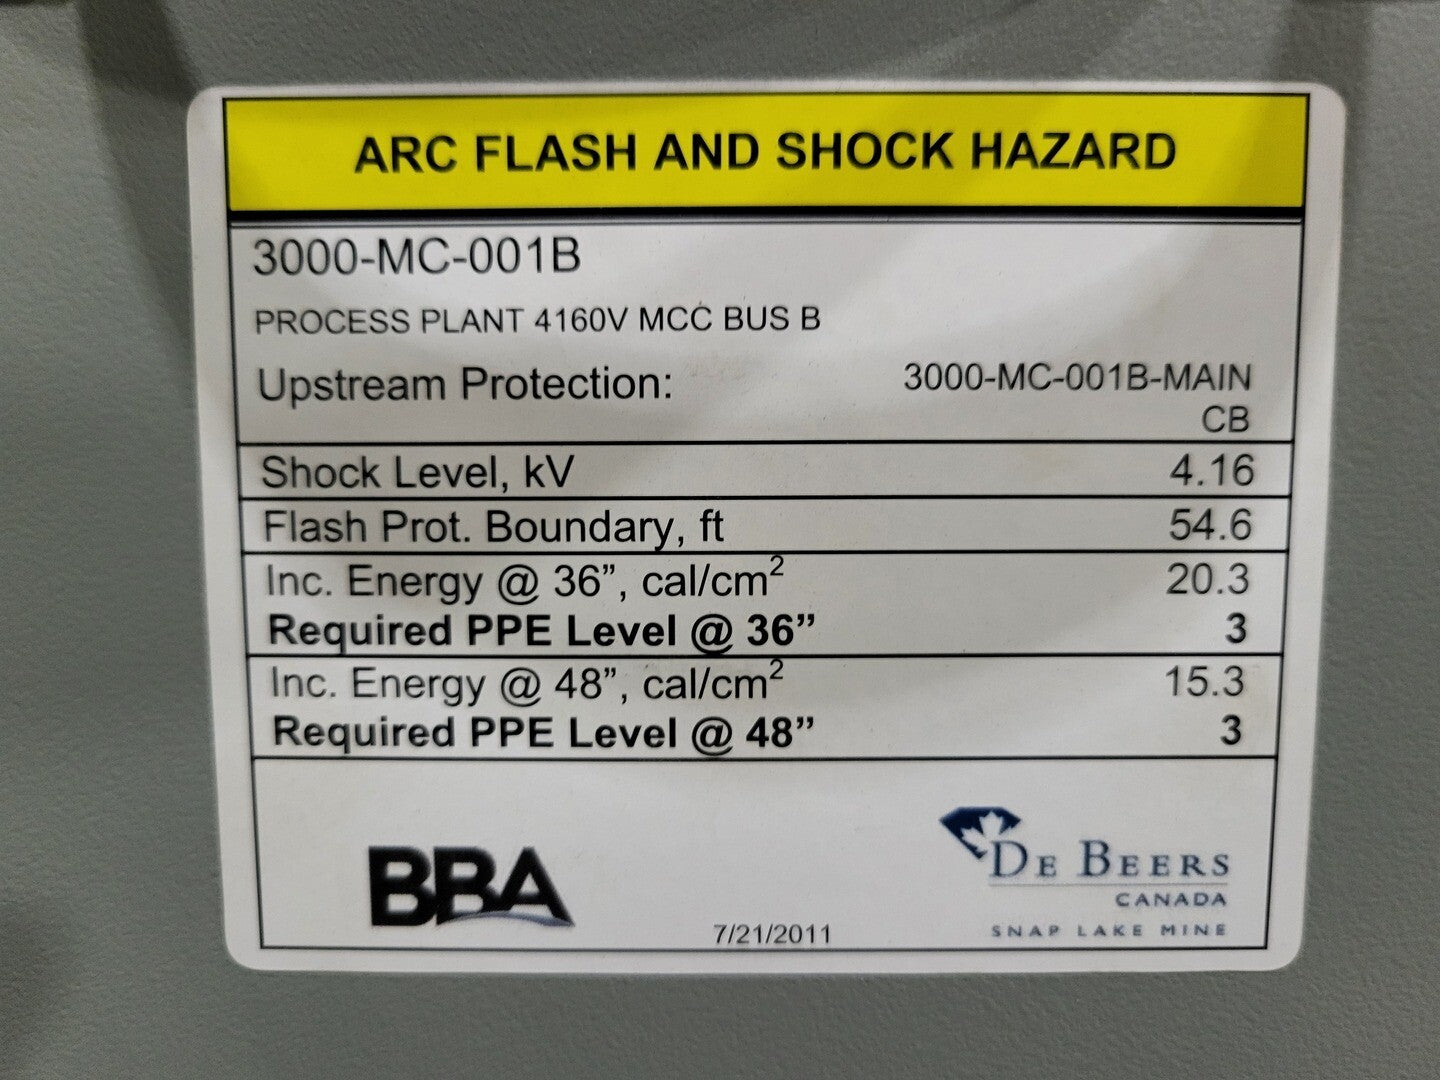 ARC FLASH AND SHOCK HAZARD
3000-MC-001B
PROCESS PLANT 4160V MCC BUS B
Upstream Protection: 3000-MC-001B-MAIN
CB
Shock Level, kV 4.16
Flash Prot. Boundary, ft 54.6
Inc. Energy @ 36”, cal/cm² 20.3
Required PPE Level @ 36” 3
Inc. Energy @ 48”, cal/cm² 15.3
Required PPE Level @ 48” 3
BBA
7/21/2011
DE BEERS
CANADA
SNAP LAKE MINE